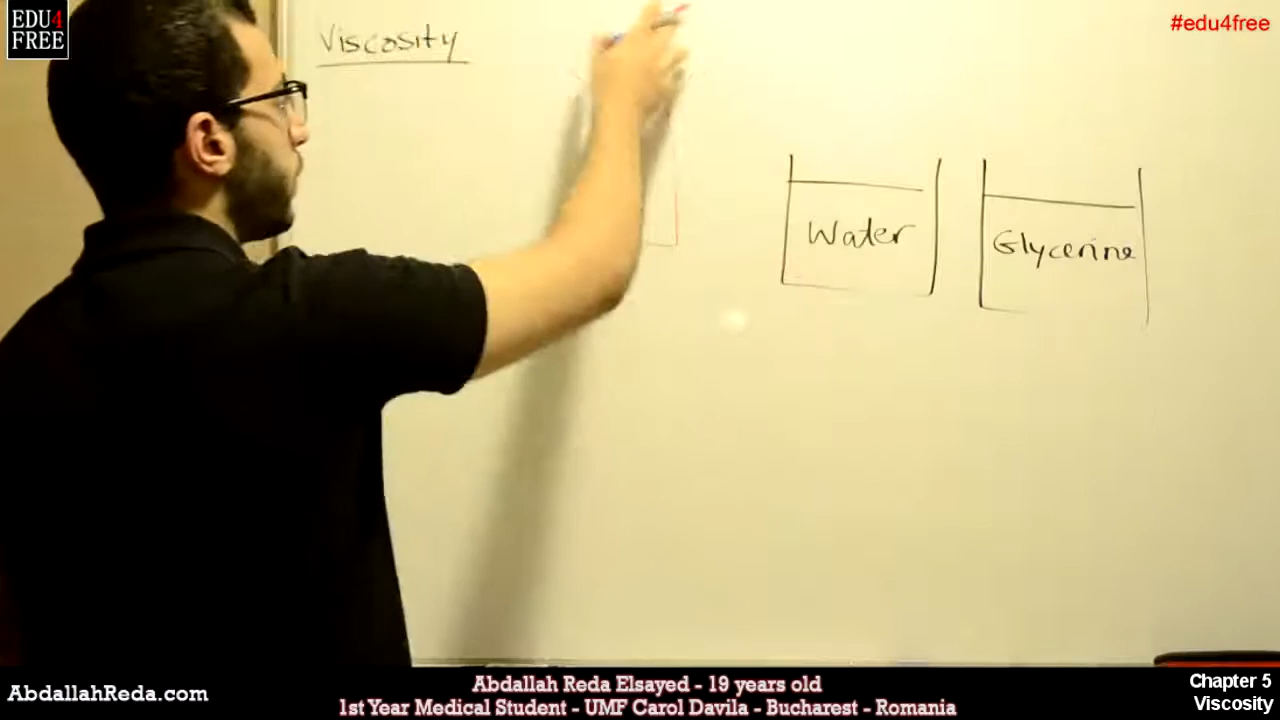 EDU4
FREE
#edu4free
Viscosity
Water
Glycerine
AbdallahReda.com
Abdallah Reda Elsayed - 19 years old
1st Year Medical Student - UMF Carol Davila - Bucharest - Romania
Chapter 5
Viscosity